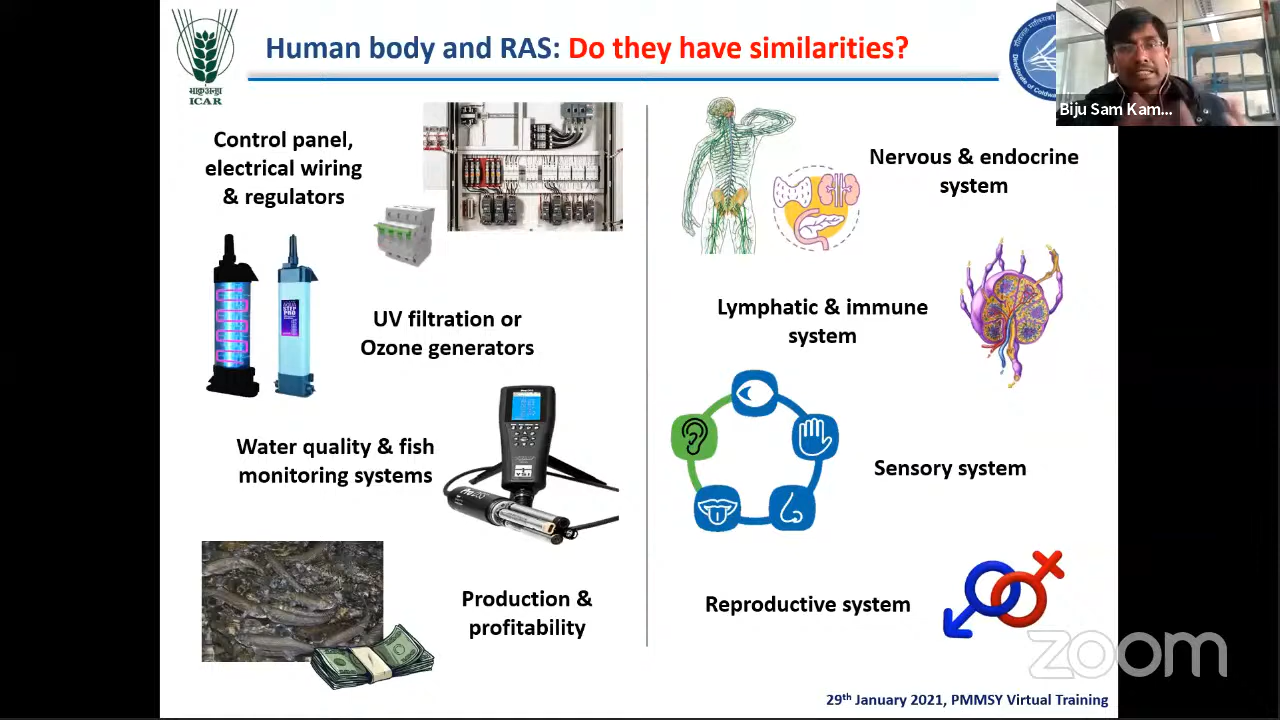 Human body and RAS: Do they have similarities?
भाकृअनुप
ICAR
Biju Sam Kam...
Control panel,
electrical wiring
& regulators
Nervous & endocrine
system
UV filtration or
Ozone generators
Lymphatic & immune
system
Water quality & fish
monitoring systems
Sensory system
Production &
profitability
Reproductive system
zoom
29th January 2021, PMMSY Virtual Training